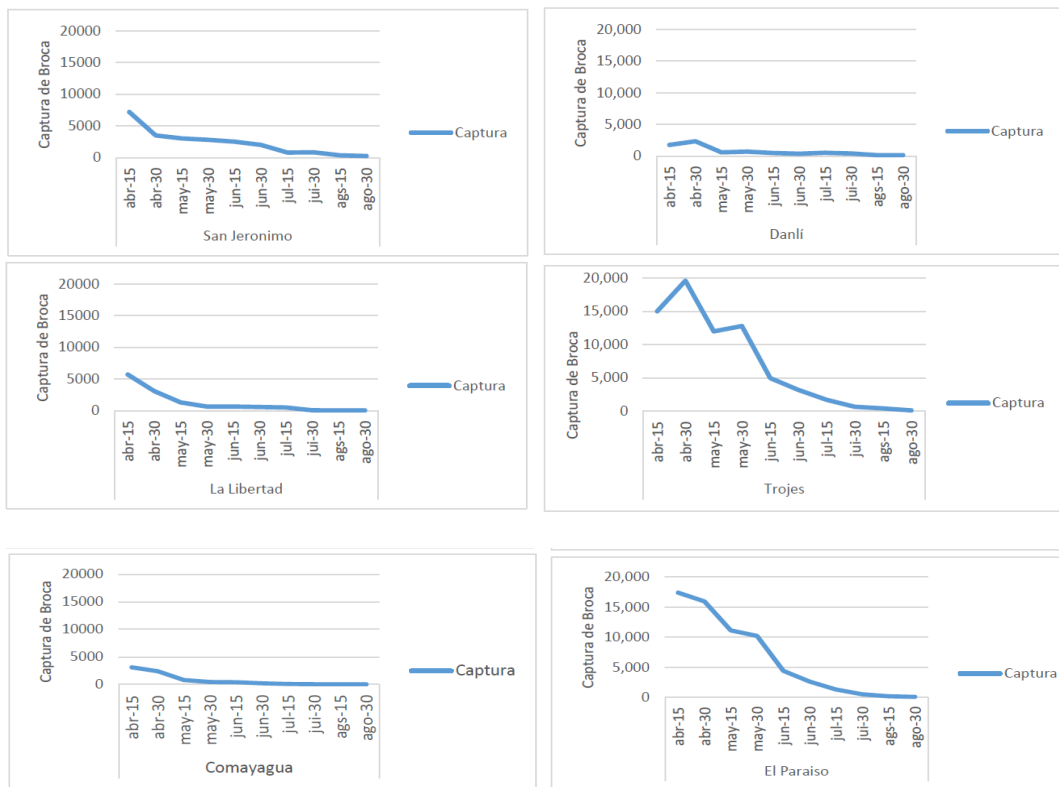 20000
15000
10000
5000
0
Captura de Broca
abr-15
abr-30
may-15
may-30
jun-15
jun-30
jul-15
jui-30
ags-15
ago-30
San Jeronimo
Captura
20,000
15,000
10,000
5,000
0
Captura de Broca
abr-15
abr-30
may-15
may-30
jun-15
jun-30
jul-15
jui-30
ags-15
ago-30
Danlí
Captura
20000
15000
10000
5000
0
Captura de Broca
abr-15
abr-30
may-15
may-30
jun-15
jun-30
jul-15
jui-30
ags-15
ago-30
La Libertad
Captura
20,000
15,000
10,000
5,000
0
Captura de Broca
abr-15
abr-30
may-15
may-30
jun-15
jun-30
jul-15
jui-30
ags-15
ago-30
Trojes
Captura
20000
15000
10000
5000
0
Captura de Broca
abr-15
abr-30
may-15
may-30
jun-15
jun-30
jul-15
jui-30
ags-15
ago-30
Comayagua
Captura
20,000
15,000
10,000
5,000
0
Captura de Broca
abr-15
abr-30
may-15
may-30
jun-15
jun-30
jul-15
jui-30
ags-15
ago-30
El Paraiso
Captura